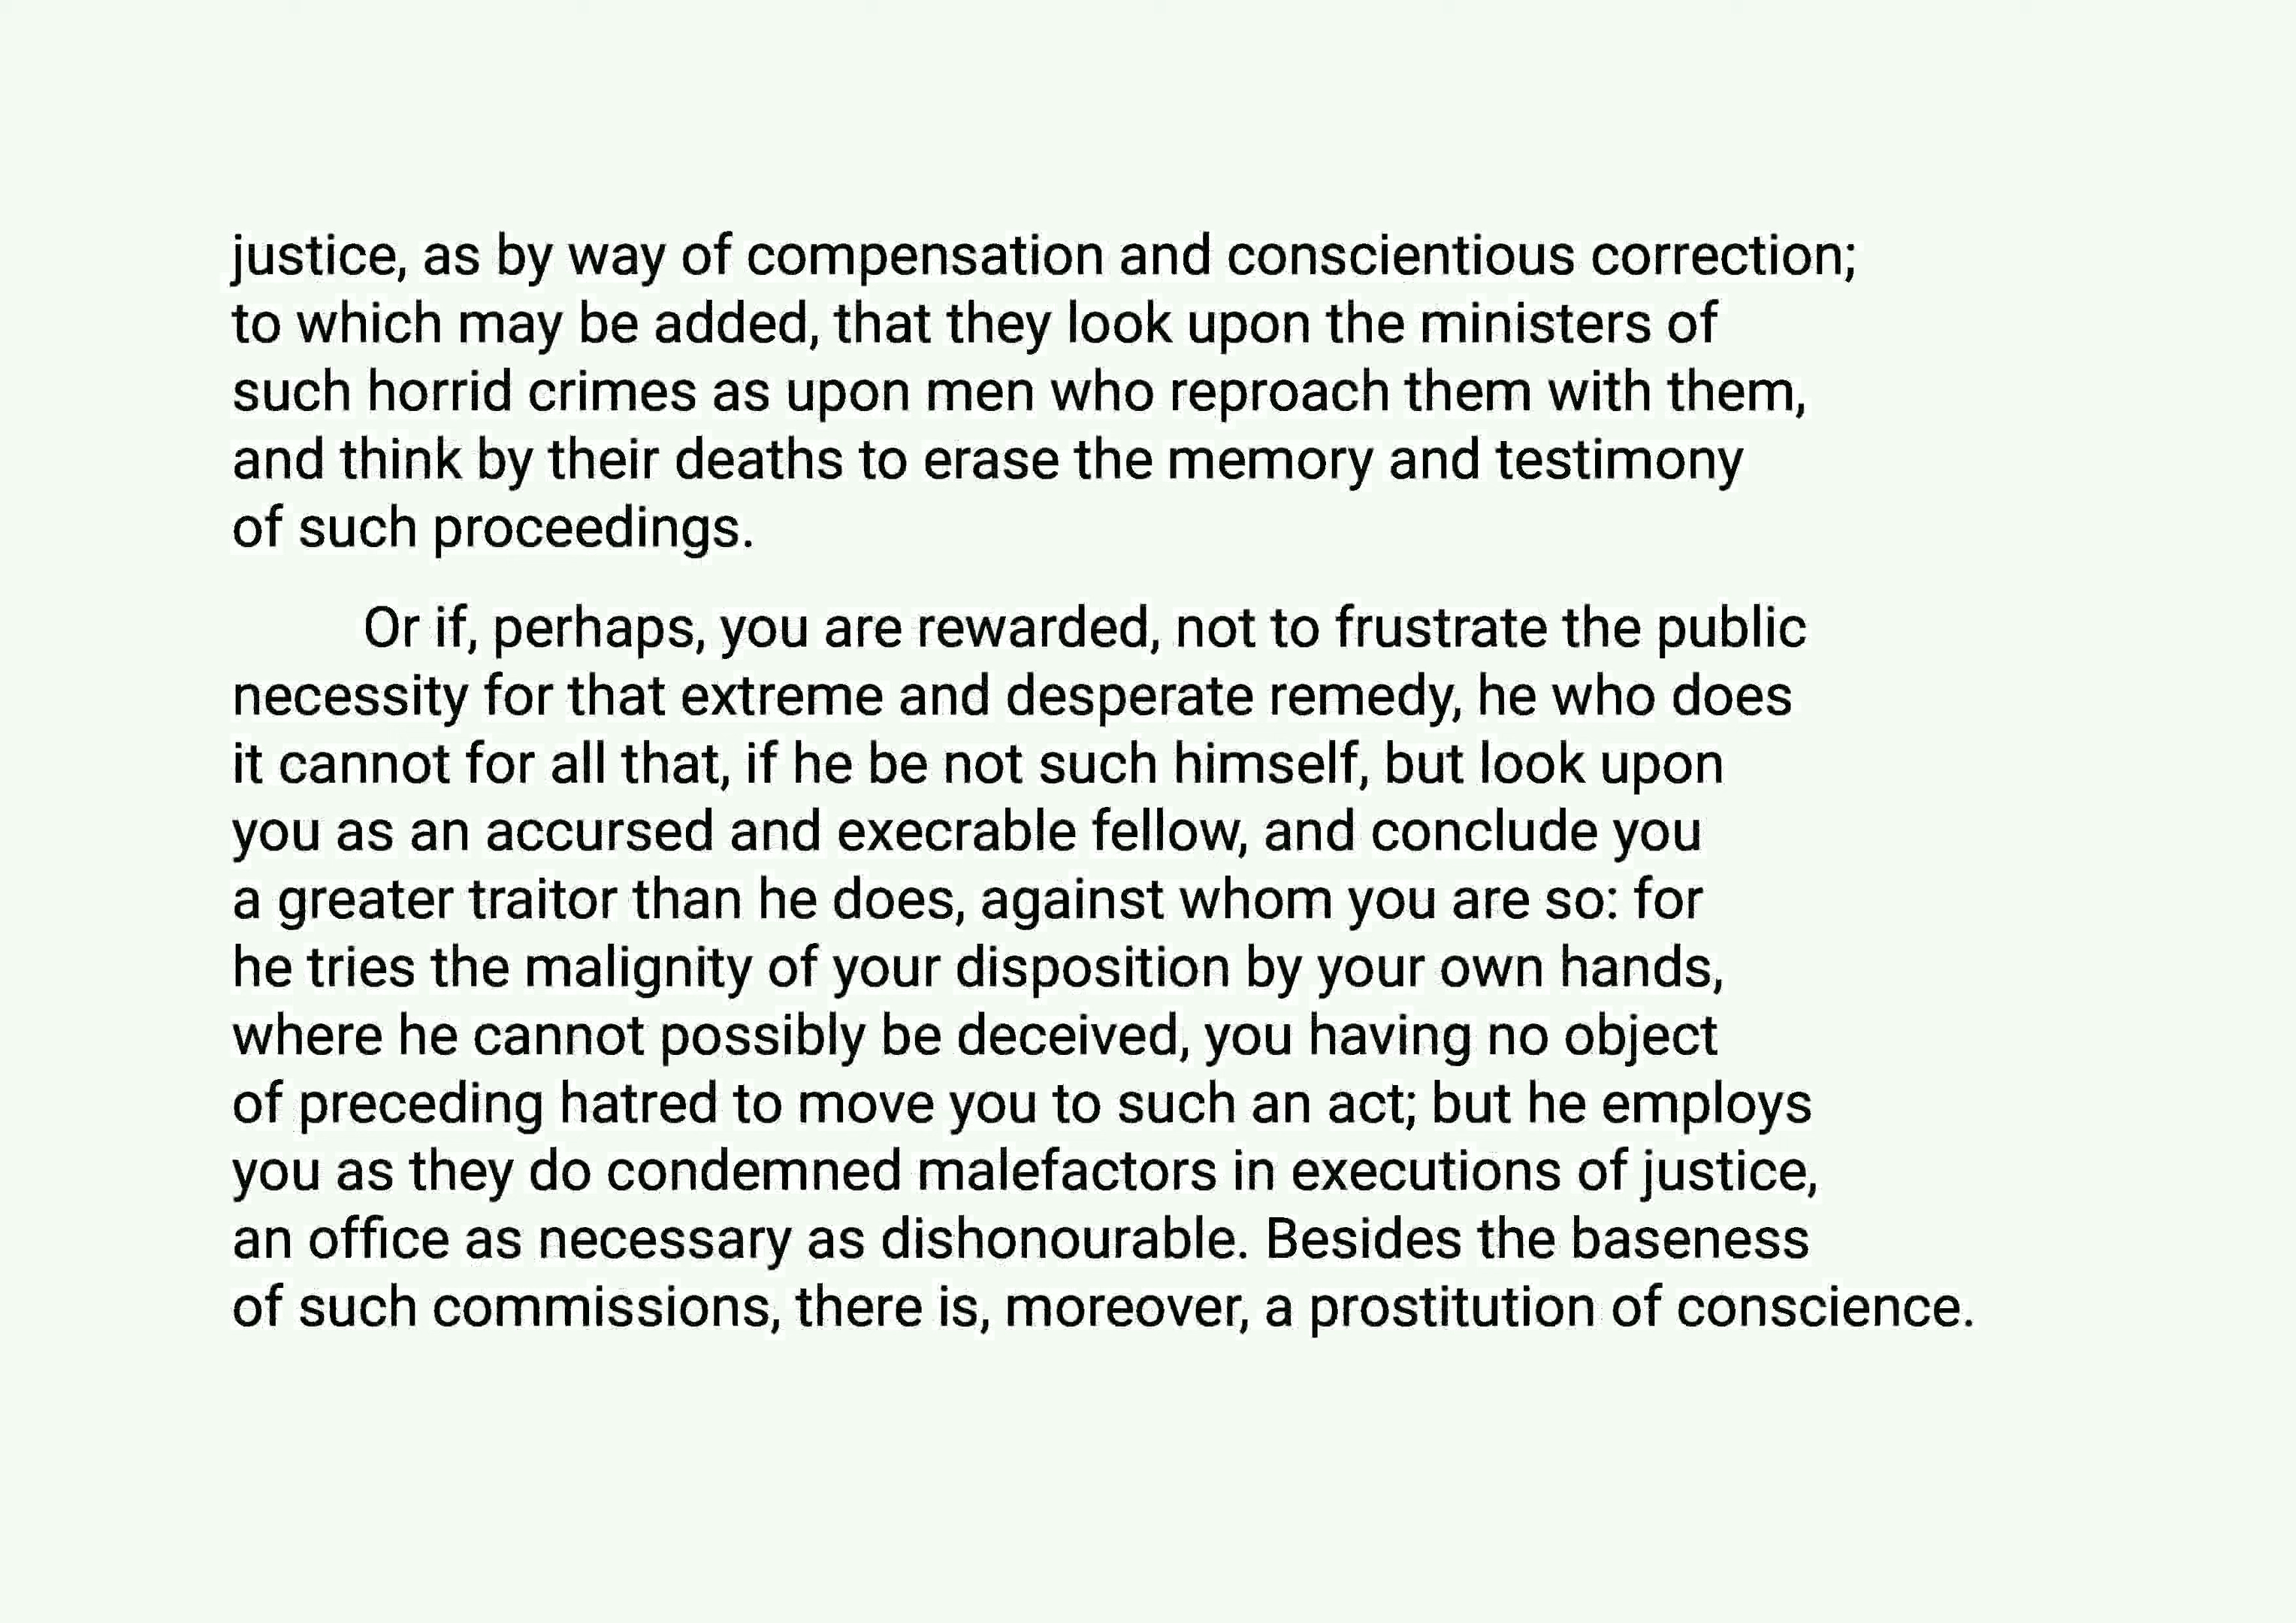 justice, as by way of compensation and conscientious correction;
to which may be added, that they look upon the ministers of
such horrid crimes as upon men who reproach them with them,
and think by their deaths to erase the memory and testimony
of such proceedings.
Or if, perhaps, you are rewarded, not to frustrate the public
necessity for that extreme and desperate remedy, he who does
it cannot for all that, if he be not such himself, but look upon
you as an accursed and execrable fellow, and conclude you
a greater traitor than he does, against whom you are so: for
he tries the malignity of your disposition by your own hands,
where he cannot possibly be deceived, you having no object
of preceding hatred to move you to such an act; but he employs
you as they do condemned malefactors in executions of justice,
an office as necessary as dishonourable. Besides the baseness
of such commissions, there is, moreover, a prostitution of conscience.